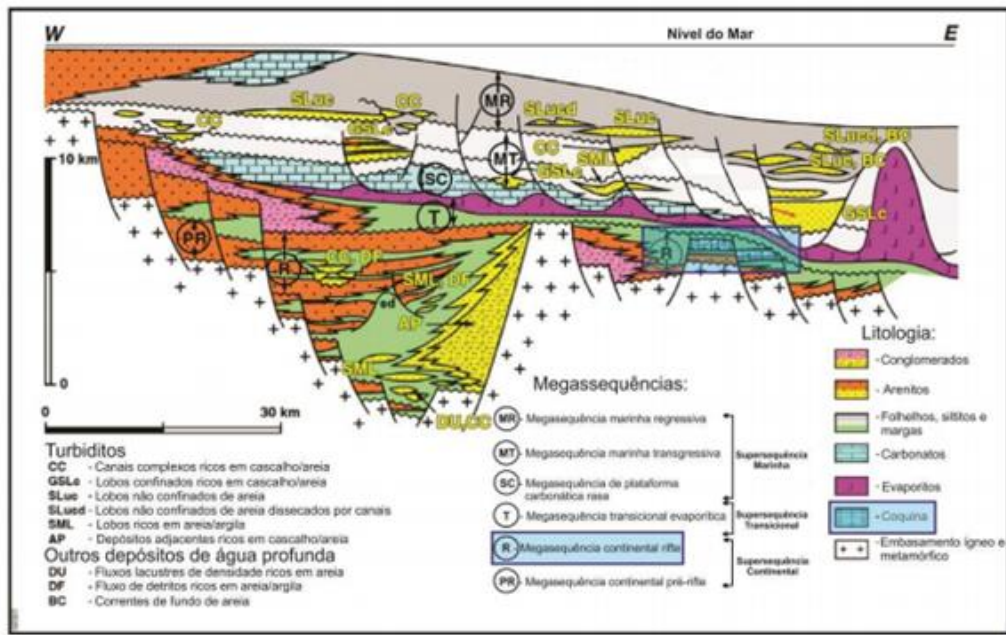 W
Nível do Mar
E
MR
SLuc
CC
SLucd
SLuc
CC
GSLc
MT
CC
SML
SLucd, BC
SLuc, BC
SC
GSLc
GSLc
T
10 km
PR
R
CC, DF
SML, DF
R
ed
AP
SML
DU,CC
0
0
30 km
Litologia:
- Conglomerados
- Arenitos
- Folhelhos, siltitos e
margas
- Carbonatos
- Evaporitos
- Coquina
- Embasamento ígneo e
metamórfico
Megassequências:
MR - Megasequência marinha regressiva
MT - Megasequência marinha transgressiva
SC - Megasequência de plataforma
carbonática rasa
T - Megasequência transicional evaporítica
R - Megasequência continental rifte
PR - Megasequência continental pré-rifte
Supersequência
Marinha
Supersequência
Transicional
Supersequência
Continental
Turbiditos
CC - Canais complexos ricos em cascalho/areia
GSLc - Lobos confinados ricos em cascalho/areia
SLuc - Lobos não confinados de areia
SLucd - Lobos não confinados de areia dissecados por canais
SML - Lobos ricos em areia/argila
AP - Depósitos adjacentes ricos em cascalho/areia
Outros depósitos de água profunda
DU - Fluxos lacustres de densidade ricos em areia
DF - Fluxo de detritos ricos em areia/argila
BC - Correntes de fundo de areia